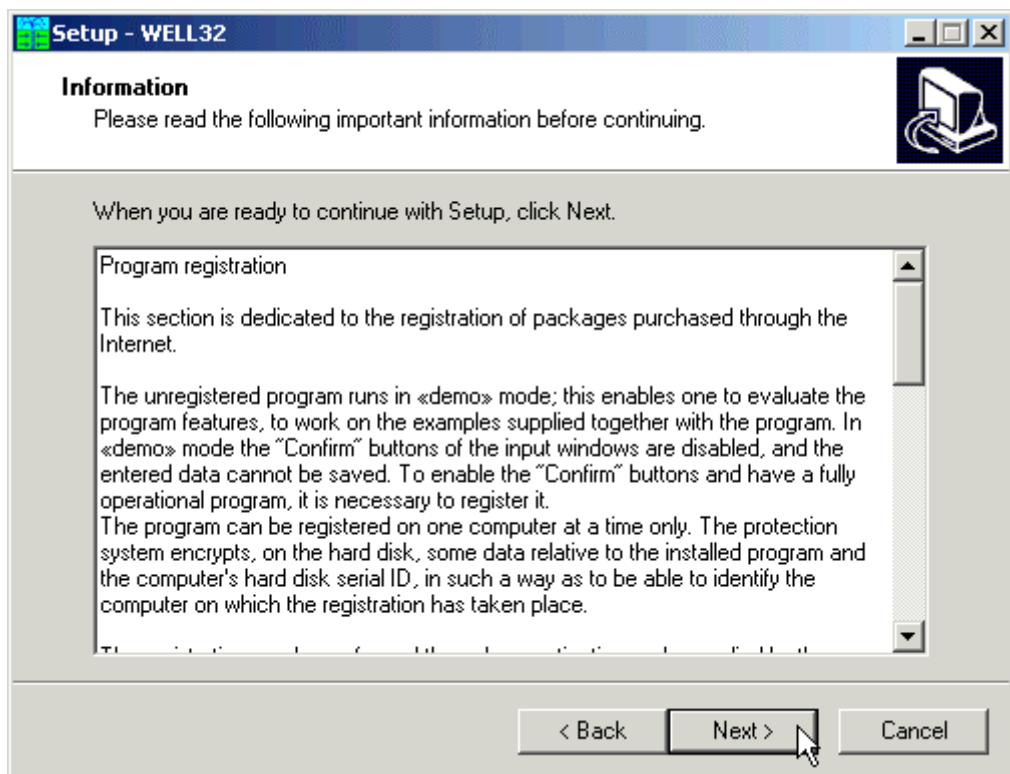 Setup - WELL32
Information
Please read the following important information before continuing.
When you are ready to continue with Setup, click Next.
Program registration
This section is dedicated to the registration of packages purchased through the
Internet.
The unregistered program runs in «demo» mode; this enables one to evaluate the
program features, to work on the examples supplied together with the program. In
«demo» mode the "Confirm" buttons of the input windows are disabled, and the
entered data cannot be saved. To enable the "Confirm" buttons and have a fully
operational program, it is necessary to register it.
The program can be registered on one computer at a time only. The protection
system encrypts, on the hard disk, some data relative to the installed program and
the computer's hard disk serial ID, in such a way as to be able to identify the
computer on which the registration has taken place.
< Back
Next >
Cancel